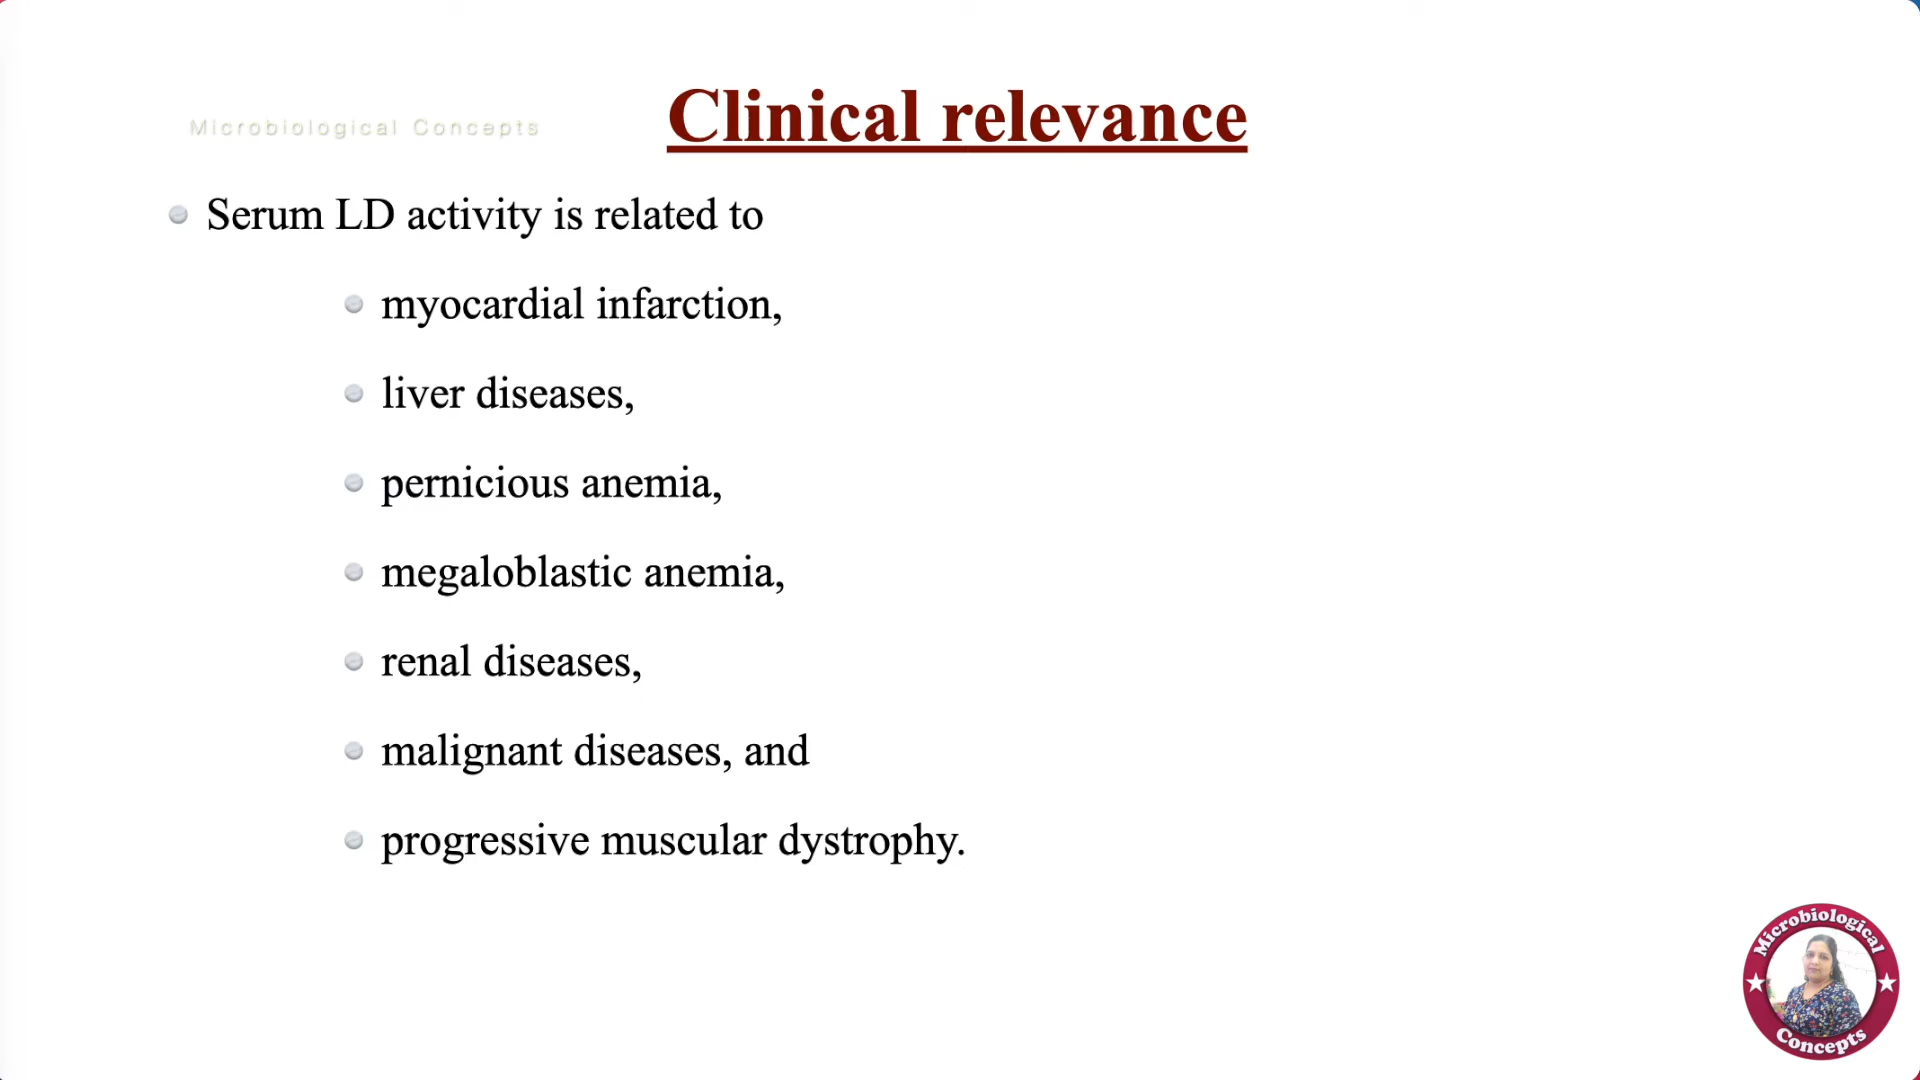 Microbiological Concepts
Clinical relevance
Serum LD activity is related to
myocardial infarction,
liver diseases,
pernicious anemia,
megaloblastic anemia,
renal diseases,
malignant diseases, and
progressive muscular dystrophy.
Microbiological
Concepts